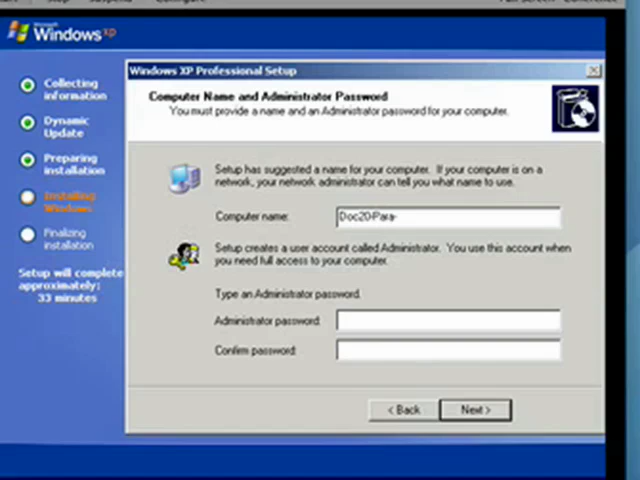 Microsoft
Windows xp
Windows XP Professional Setup
Computer Name and Administrator Password
You must provide a name and an Administrator password for your computer.
Collecting
information
Dynamic
Update
Preparing
installation
Installing
Windows
Finalizing
installation
Setup will complete
approximately:
33 minutes
Setup has suggested a name for your computer. If your computer is on a
network, your network administrator can tell you what name to use.
Computer name:
Doc20-Para-
Setup creates a user account called Administrator. You use this account when
you need full access to your computer.
Type an Administrator password.
Administrator password:
Confirm password:
< Back
Next >